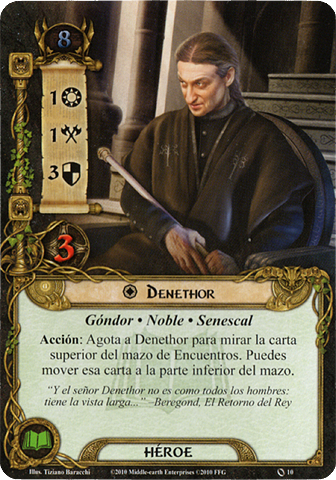 8
1
1
3
3
DENETHOR
Góndor • Noble • Senescal
Acción: Agota a Denethor para mirar la carta
superior del mazo de Encuentros. Puedes
mover esa carta a la parte inferior del mazo.
“Y el señor Denethor no es como todos los hombres:
tiene la vista larga...” –Beregond, El Retorno del Rey
HÉROE
Illus. Tiziano Baracchi ©2010 Middle-earth Enterprises ©2010 FFG 10